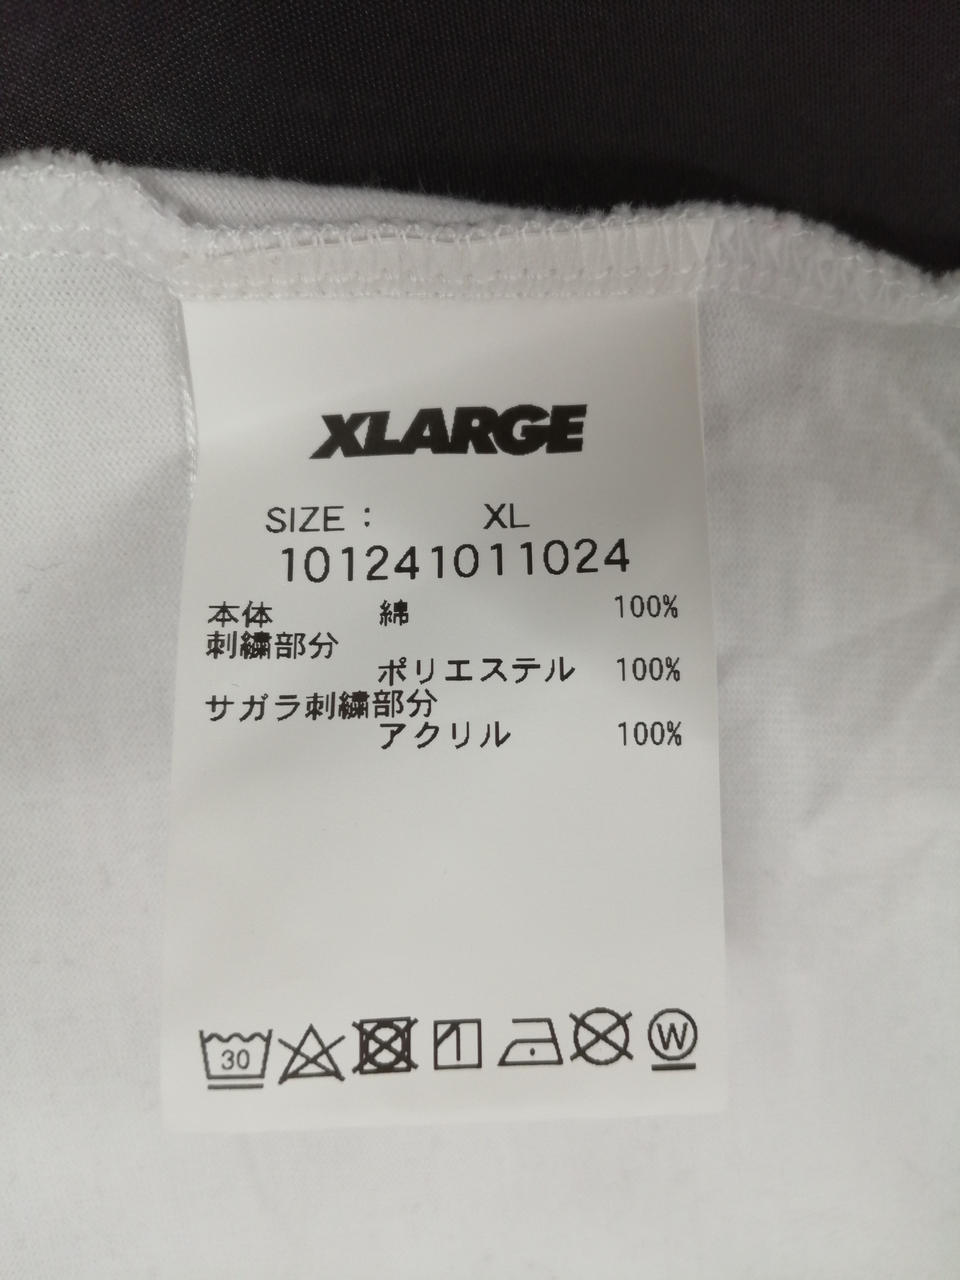 XLARGE
SIZE : XL
101241011024
本体 綿 100%
刺繍部分
ポリエステル 100%
サガラ刺繍部分
アクリル 100%
30 W